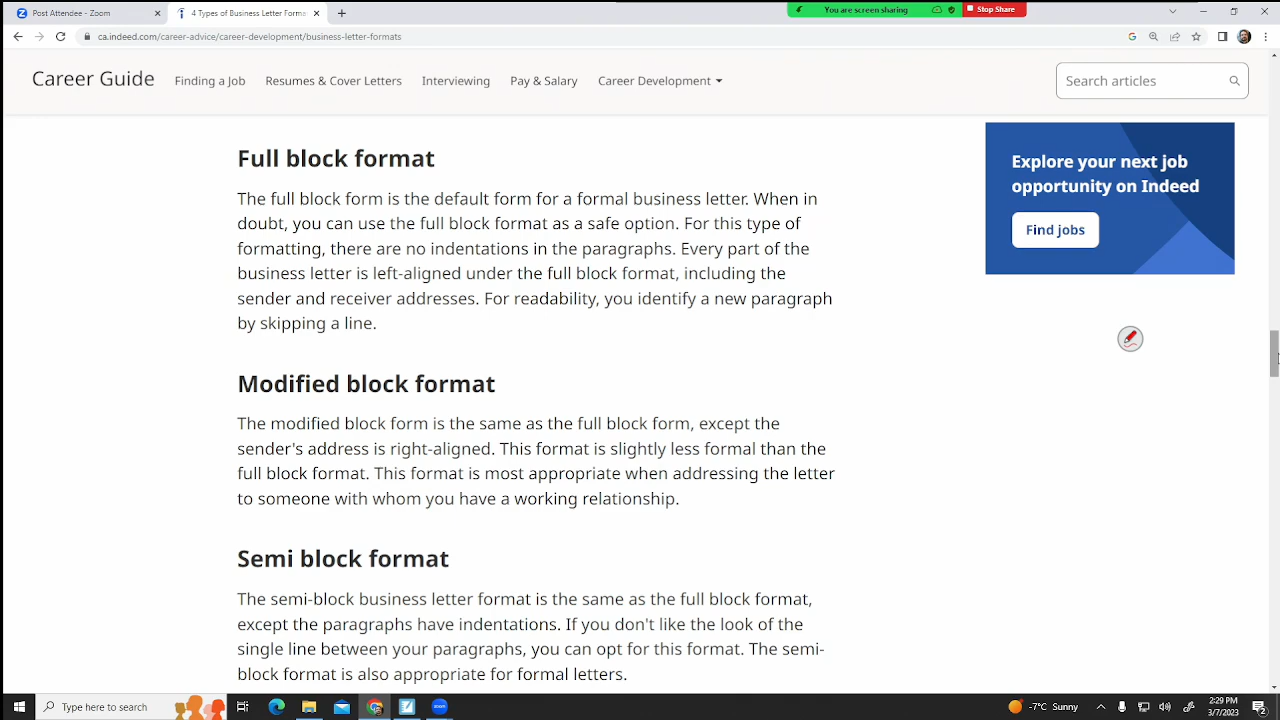 Post Attendee - Zoom
4 Types of Business Letter Forma
You are screen sharing
Stop Share
ca.indeed.com/career-advice/career-development/business-letter-formats
Career Guide
Finding a Job
Resumes & Cover Letters
Interviewing
Pay & Salary
Career Development
Search articles
Full block format
The full block form is the default form for a formal business letter. When in
doubt, you can use the full block format as a safe option. For this type of
formatting, there are no indentations in the paragraphs. Every part of the
business letter is left-aligned under the full block format, including the
sender and receiver addresses. For readability, you identify a new paragraph
by skipping a line.
Explore your next job
opportunity on Indeed
Find jobs
Modified block format
The modified block form is the same as the full block form, except the
sender's address is right-aligned. This format is slightly less formal than the
full block format. This format is most appropriate when addressing the letter
to someone with whom you have a working relationship.
Semi block format
The semi-block business letter format is the same as the full block format,
except the paragraphs have indentations. If you don't like the look of the
single line between your paragraphs, you can opt for this format. The semi-
block format is also appropriate for formal letters.
Type here to search
zoom
-7°C Sunny
2:29 PM
3/7/2023
2